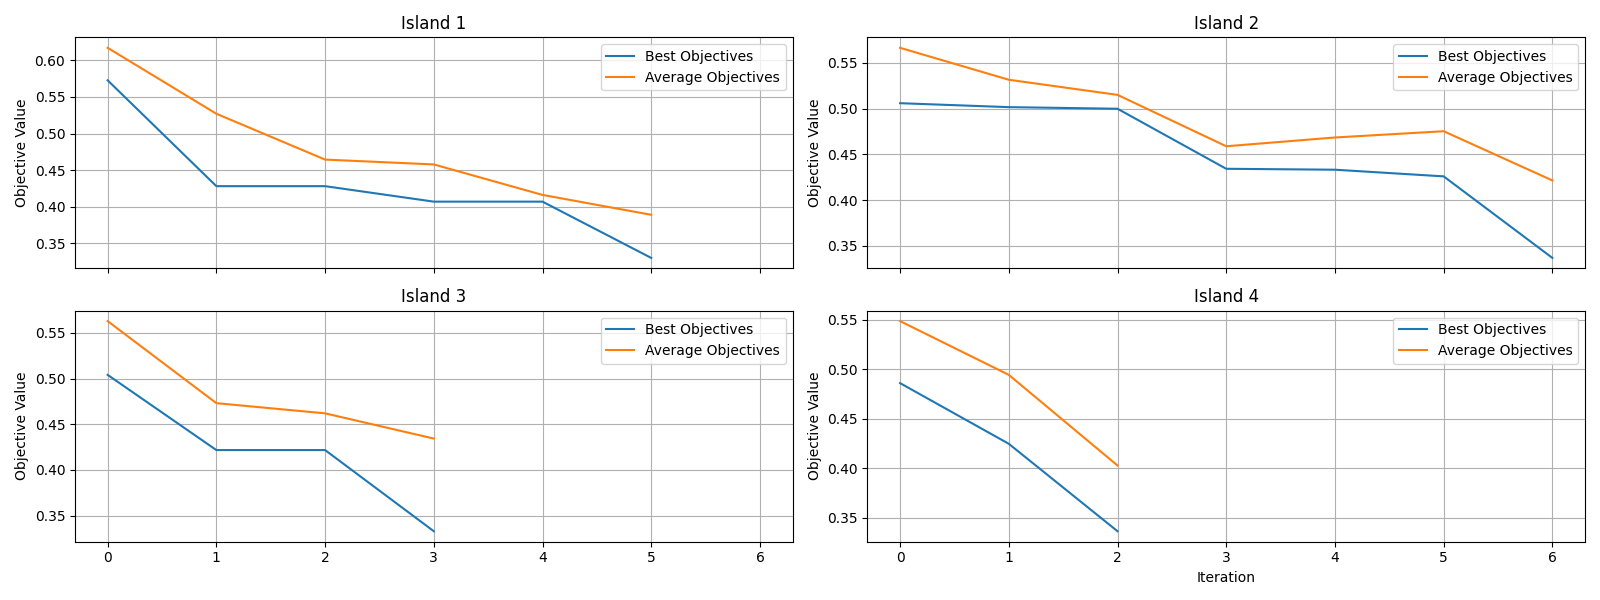 Island 1
Objective Value
0.60
0.55
0.50
0.45
0.40
0.35
Best Objectives
Average Objectives
Island 2
Objective Value
0.55
0.50
0.45
0.40
0.35
Best Objectives
Average Objectives
Island 3
Objective Value
0.55
0.50
0.45
0.40
0.35
Best Objectives
Average Objectives
0 1 2 3 4 5 6
Island 4
Objective Value
0.55
0.50
0.45
0.40
0.35
Best Objectives
Average Objectives
0 1 2 3 4 5 6
Iteration